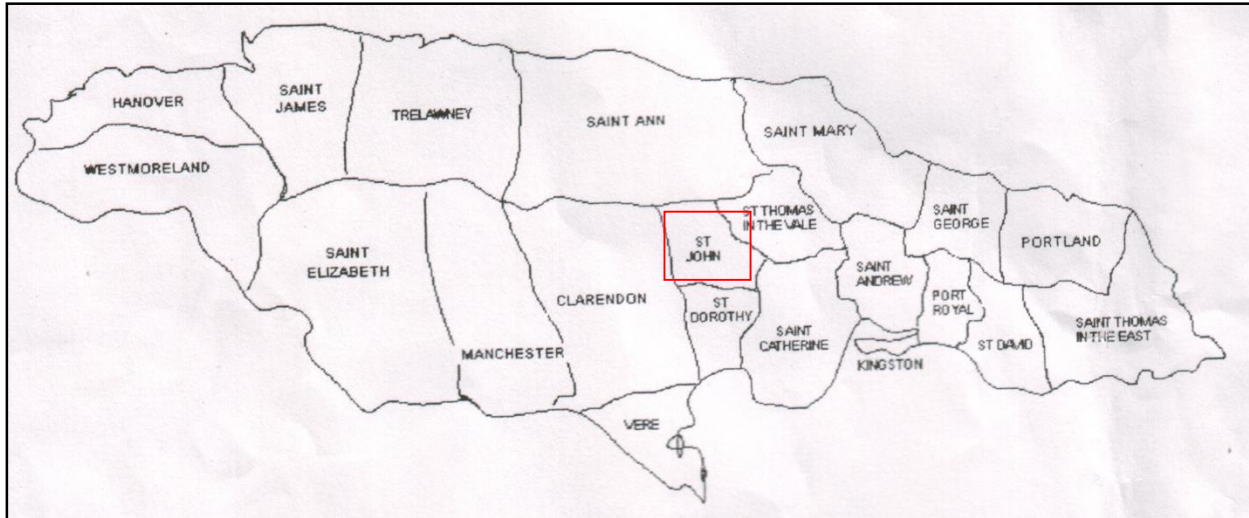 HANOVER
SAINT
JAMES
TRELAWNEY
SAINT ANN
SAINT MARY
WESTMORELAND
ST THOMAS
IN THE VALE
SAINT
GEORGE
PORTLAND
ST
JOHN
SAINT
ELIZABETH
SAINT
ANDREW
CLARENDON
ST
DOROTHY
PORT
ROYAL
SAINT
CATHERINE
SAINT THOMAS
IN THE EAST
ST DAVID
MANCHESTER
KINGSTON
VERE